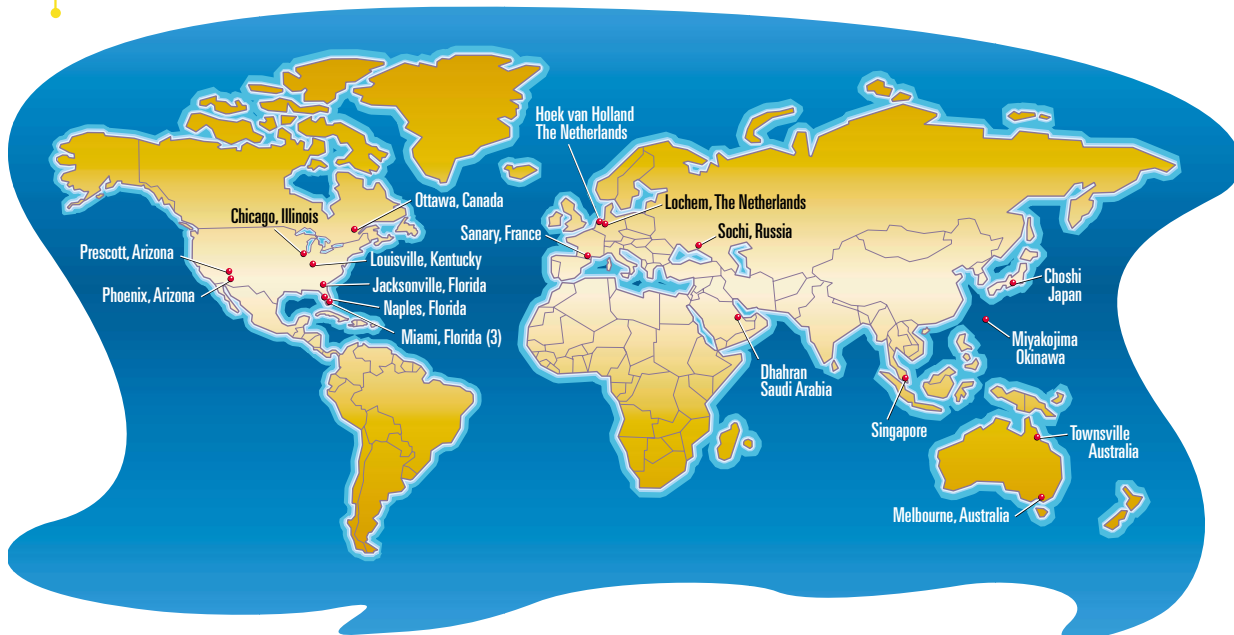 Hoek van Holland
The Netherlands
Ottawa, Canada
Lochem, The Netherlands
Chicago, Illinois
Sochi, Russia
Sanary, France
Prescott, Arizona
Louisville, Kentucky
Choshi
Japan
Jacksonville, Florida
Phoenix, Arizona
Naples, Florida
Miami, Florida (3)
Miyakojima
Okinawa
Dhahran
Saudi Arabia
Singapore
Townsville
Australia
Melbourne, Australia